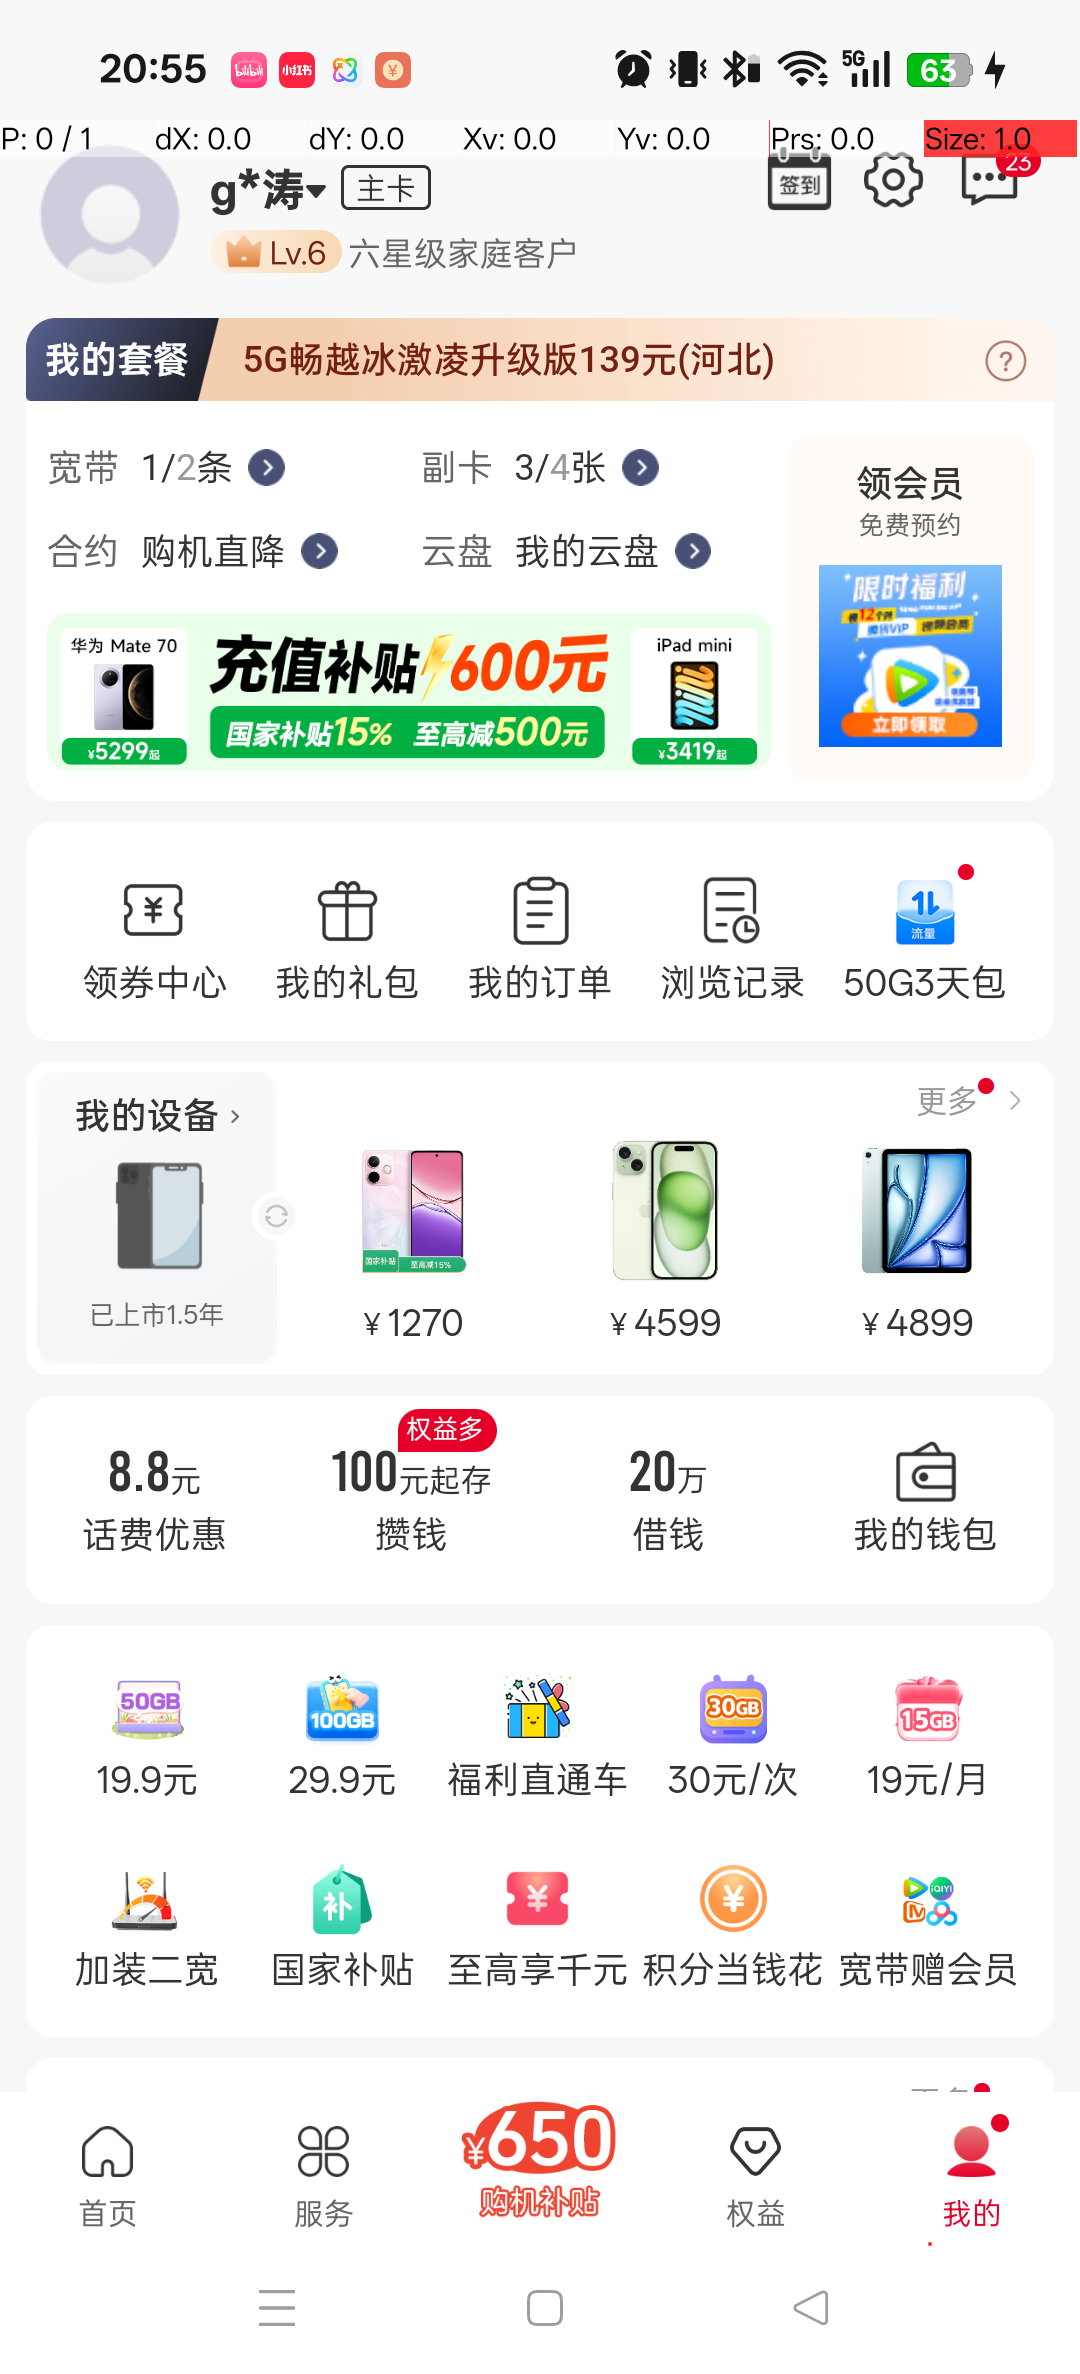 20:55
bilibili
小红书
5G
63
P: 0 / 1
dX: 0.0
dY: 0.0
Xv: 0.0
Yv: 0.0
Prs: 0.0
Size: 1.0
g*涛
主卡
签到
23
Lv.6
六星级家庭客户
我的套餐
5G畅越冰激凌升级版139元(河北)
?
宽带 1/2条
副卡 3/4张
合约 购机直降
云盘 我的云盘
领会员
免费预约
限时福利
立即领取
华为 Mate 70
¥5299起
充值补贴600元
国家补贴15% 至高减500元
iPad mini
¥3419起
领券中心
我的礼包
我的订单
浏览记录
流量
50G3天包
我的设备
更多
已上市1.5年
国家补贴
至高减15%
¥1270
¥4599
¥4899
8.8元
话费优惠
权益多
100元起存
攒钱
20万
借钱
我的钱包
50GB
19.9元
100GB
29.9元
福利直通车
30GB
30元/次
15GB
19元/月
加装二宽
补
国家补贴
至高享千元
积分当钱花
iQIYI
宽带赠会员
首页
服务
¥650
购机补贴
权益
我的